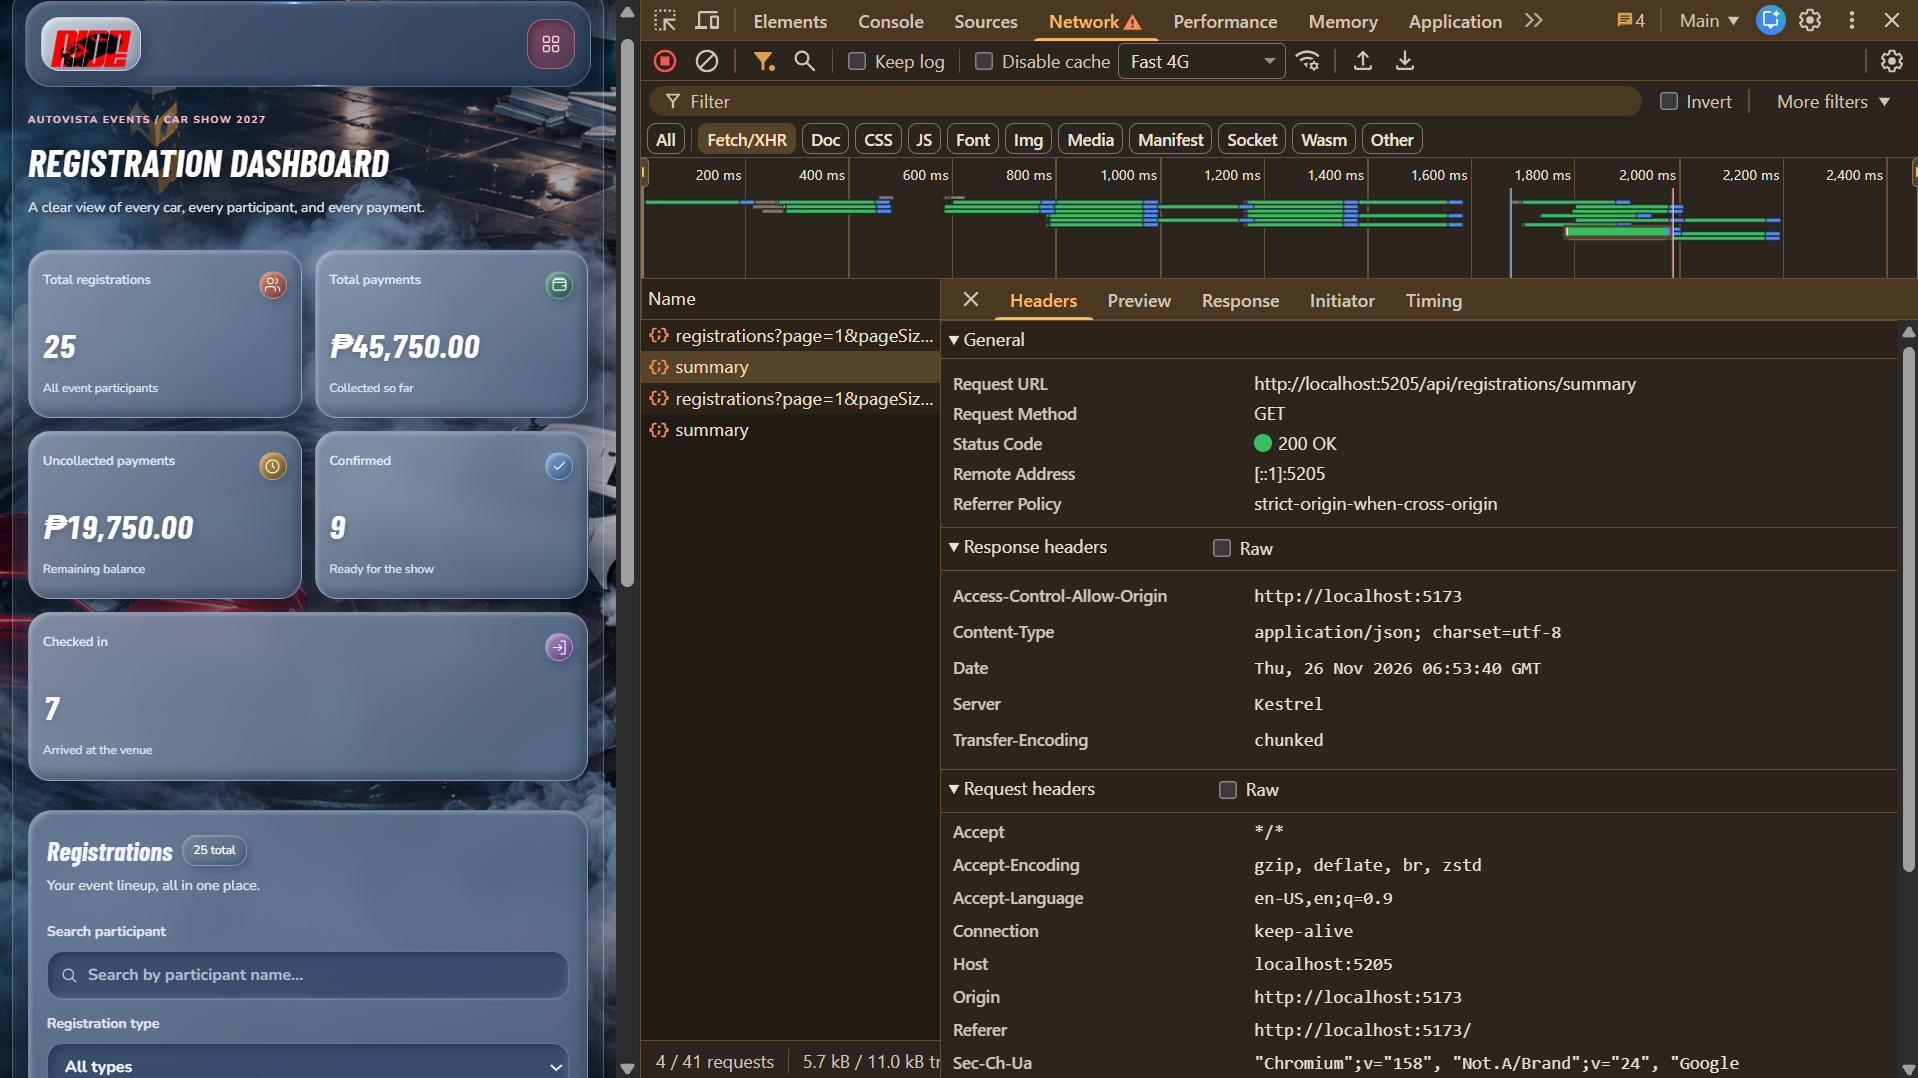 RIDE
AUTOVISTA EVENTS / CAR SHOW 2027
REGISTRATION DASHBOARD
A clear view of every car, every participant, and every payment.
Total registrations
25
All event participants
Total payments
₱45,750.00
Collected so far
Uncollected payments
₱19,750.00
Remaining balance
Confirmed
9
Ready for the show
Checked in
7
Arrived at the venue
Registrations
25 total
Your event lineup, all in one place.
Search participant
Search by participant name...
Registration type
All types
Elements
Console
Sources
Network
Performance
Memory
Application
4
Main
Keep log
Disable cache
Fast 4G
Filter
Invert
More filters
All
Fetch/XHR
Doc
CSS
JS
Font
Img
Media
Manifest
Socket
Wasm
Other
200 ms
400 ms
600 ms
800 ms
1,000 ms
1,200 ms
1,400 ms
1,600 ms
1,800 ms
2,000 ms
2,200 ms
2,400 ms
Name
registrations?page=1&pageSiz...
summary
registrations?page=1&pageSiz...
summary
4 / 41 requests
5.7 kB / 11.0 kB tr
Headers
Preview
Response
Initiator
Timing
General
Request URL http://localhost:5205/api/registrations/summary
Request Method GET
Status Code 200 OK
Remote Address [::1]:5205
Referrer Policy strict-origin-when-cross-origin
Response headers Raw
Access-Control-Allow-Origin http://localhost:5173
Content-Type application/json; charset=utf-8
Date Thu, 26 Nov 2026 06:53:40 GMT
Server Kestrel
Transfer-Encoding chunked
Request headers Raw
Accept */*
Accept-Encoding gzip, deflate, br, zstd
Accept-Language en-US,en;q=0.9
Connection keep-alive
Host localhost:5205
Origin http://localhost:5173
Referer http://localhost:5173/
Sec-Ch-Ua "Chromium";v="158", "Not.A/Brand";v="24", "Google